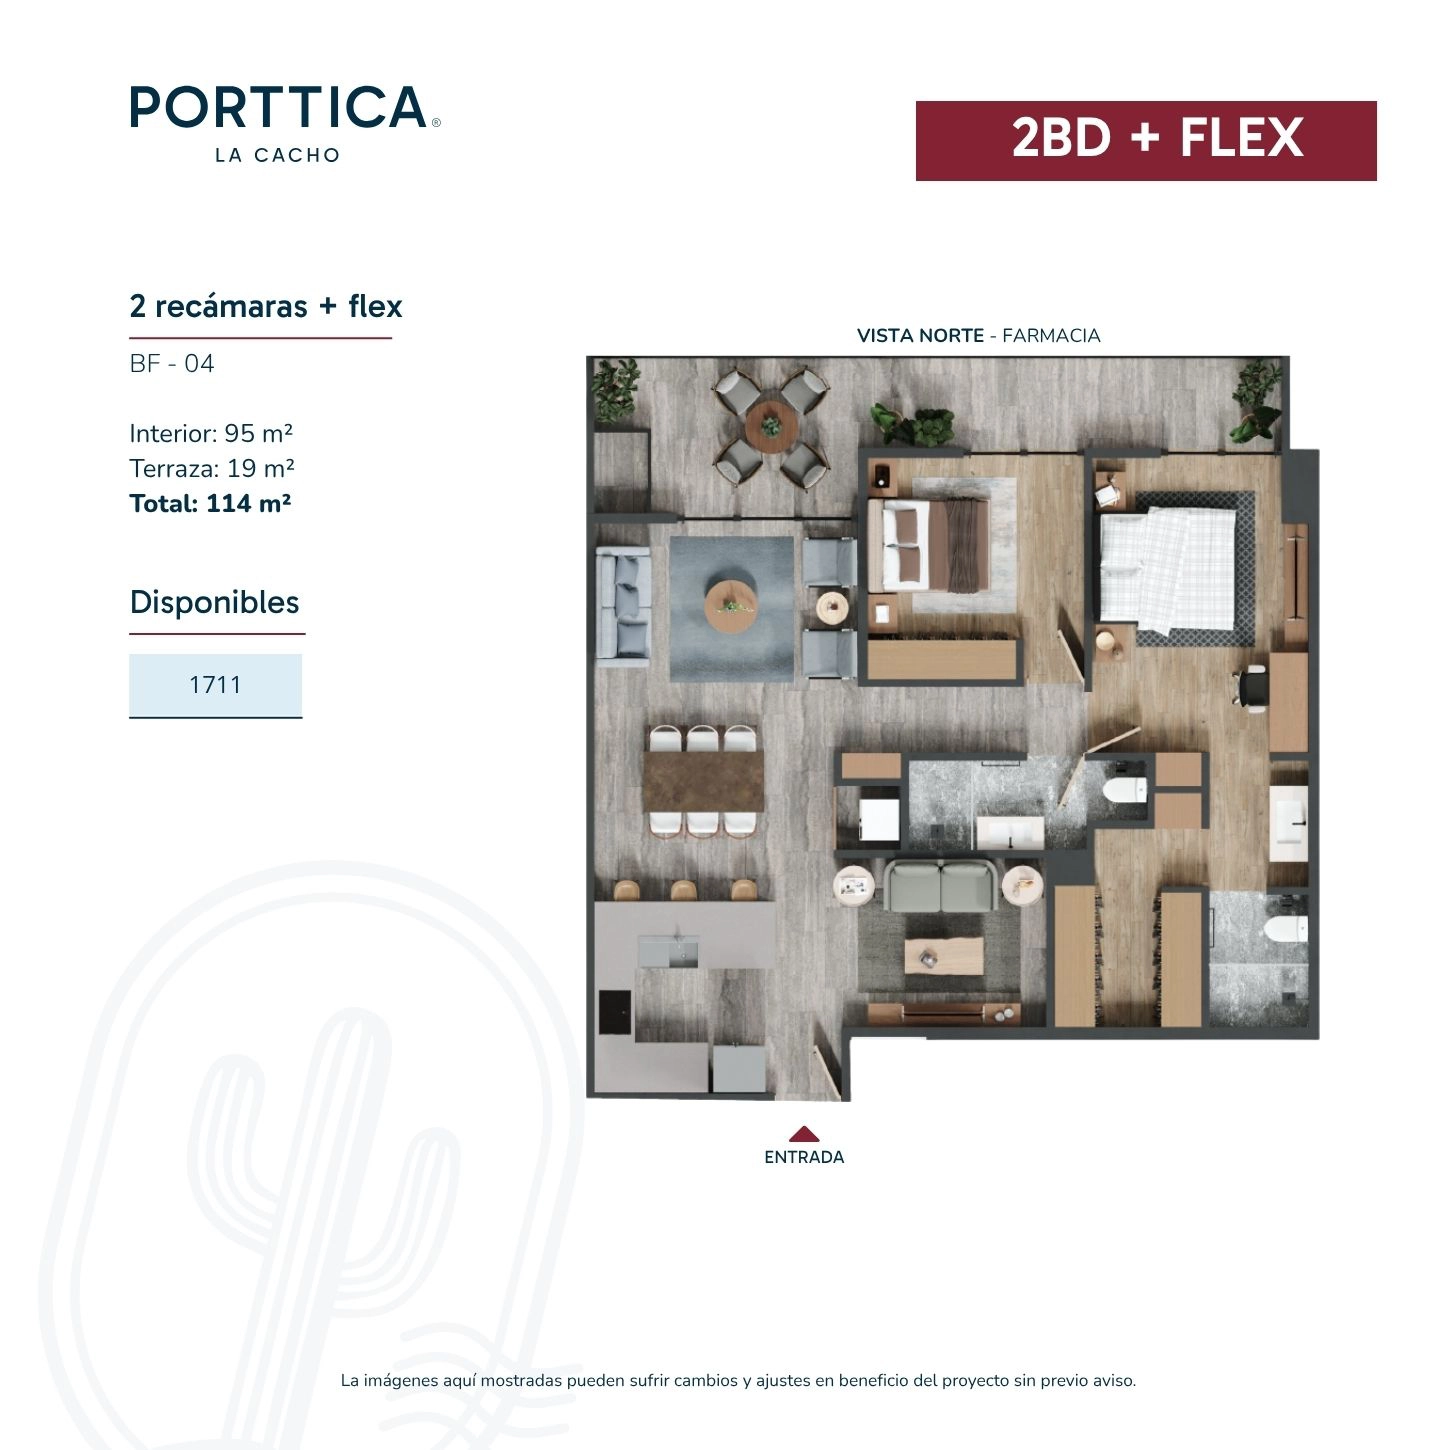 PORTTICA®
LA CACHO
2BD + FLEX
2 recámaras + flex
BF - 04
Interior: 95 m²
Terraza: 19 m²
Total: 114 m²
Disponibles
1711
VISTA NORTE - FARMACIA
ENTRADA
La imágenes aquí mostradas pueden sufrir cambios y ajustes en beneficio del proyecto sin previo aviso.